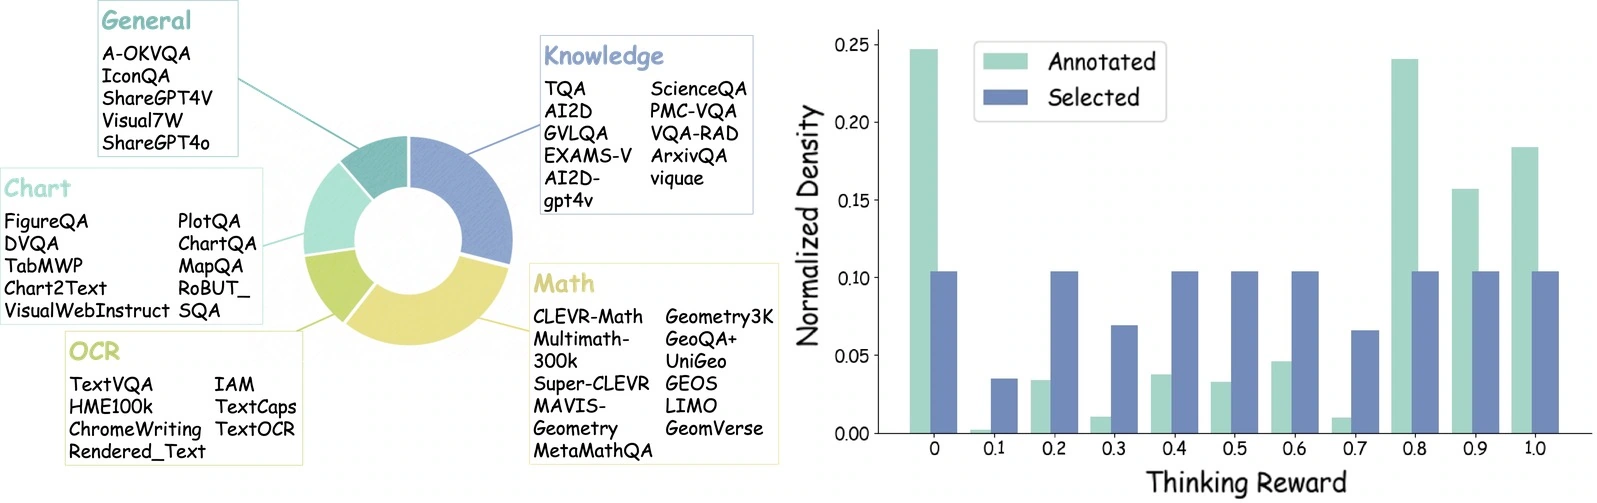 General
A-OKVQA
IconQA
ShareGPT4V
Visual7W
ShareGPT4o
Knowledge
TQA
AI2D
GVLQA
EXAMS-V
AI2D-
gpt4v
ScienceQA
PMC-VQA
VQA-RAD
ArxivQA
viquae
Chart
FigureQA
DVQA
TabMWP
Chart2Text
VisualWebInstruct
PlotQA
ChartQA
MapQA
RoBUT_
SQA
Math
CLEVR-Math
Multimath-
300k
Super-CLEVR
MAVIS-
Geometry
MetaMathQA
Geometry3K
GeoQA+
UniGeo
GEOS
LIMO
GeomVerse
OCR
TextVQA
HME100k
ChromeWriting
Rendered_Text
IAM
TextCaps
TextOCR
Annotated
Selected
Normalized Density
0.25
0.20
0.15
0.10
0.05
0.00
0 0.1 0.2 0.3 0.4 0.5 0.6 0.7 0.8 0.9 1.0
Thinking Reward